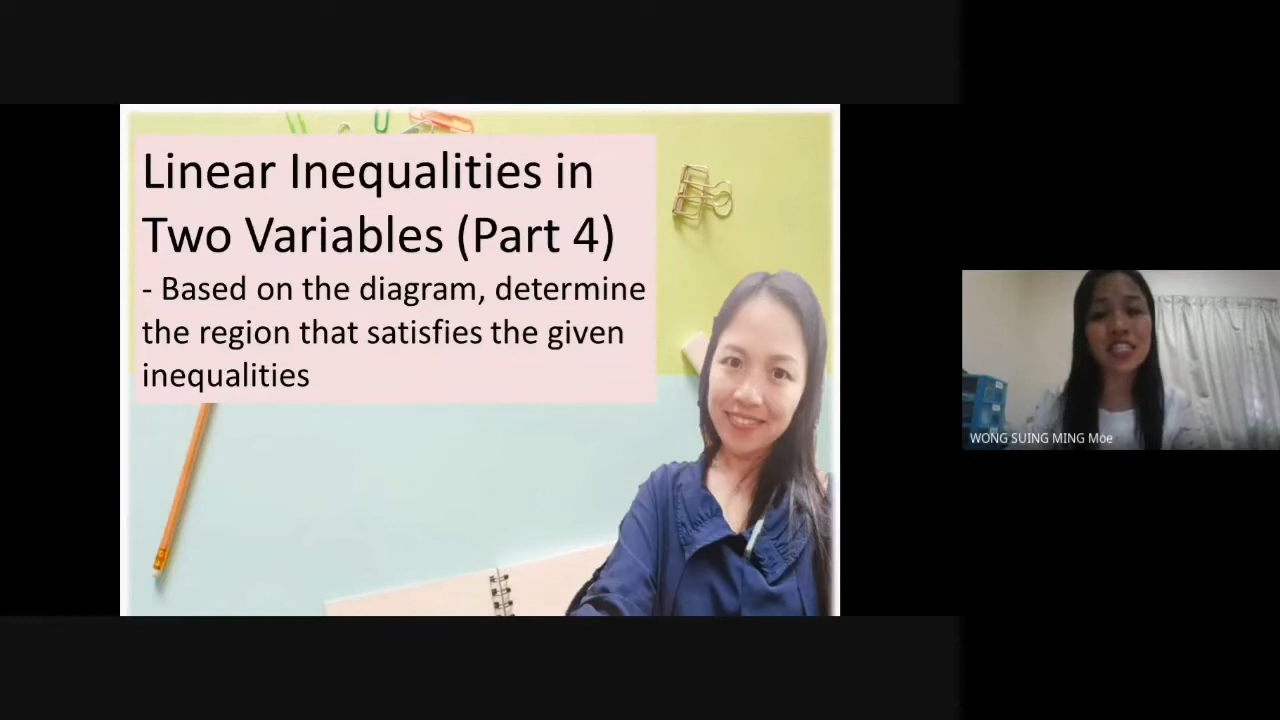 Linear Inequalities in
Two Variables (Part 4)
- Based on the diagram, determine
the region that satisfies the given
inequalities
WONG SUING MING Moe